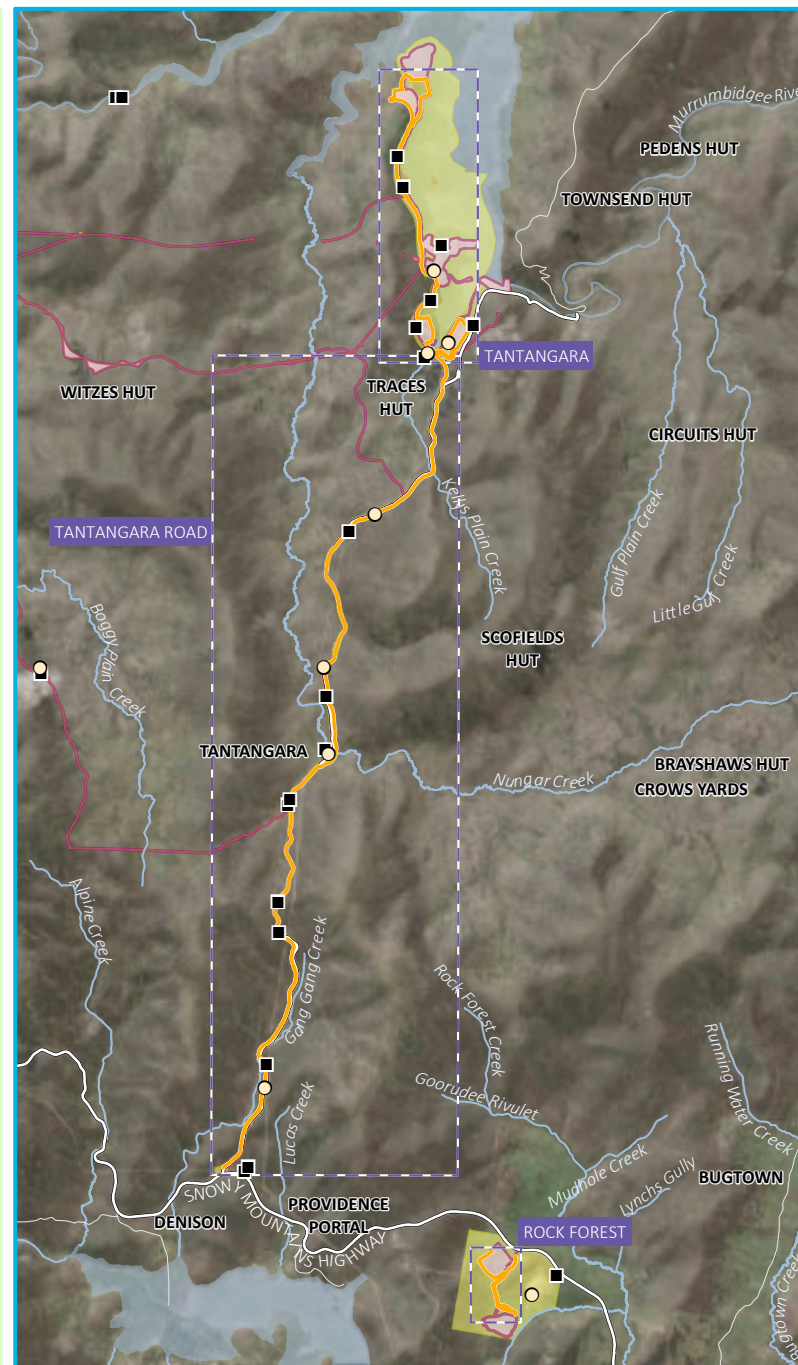 Murrumbidgee Rive
PEDENS HUT
TOWNSEND HUT
TANTANGARA
TRACES
HUT
WITZES HUT
CIRCUITS HUT
Kellys Plain Creek
TANTANGARA ROAD
Gulf Plain Creek
Little Gulf Creek
Boggy Plain Creek
SCOFIELDS
HUT
TANTANGARA
Nungar Creek
BRAYSHAWS HUT
CROWS YARDS
Alpine Creek
Gang Gang Creek
Rock Forest Creek
Running Water Creek
Goorudee Rivulet
Lucas Creek
Mudhole Creek
Lynchs Gully
BUGTOWN
PROVIDENCE
PORTAL
DENISON
SNOWY MOUNTAINS HIGHWAY
ROCK FOREST
Bugtown Creek